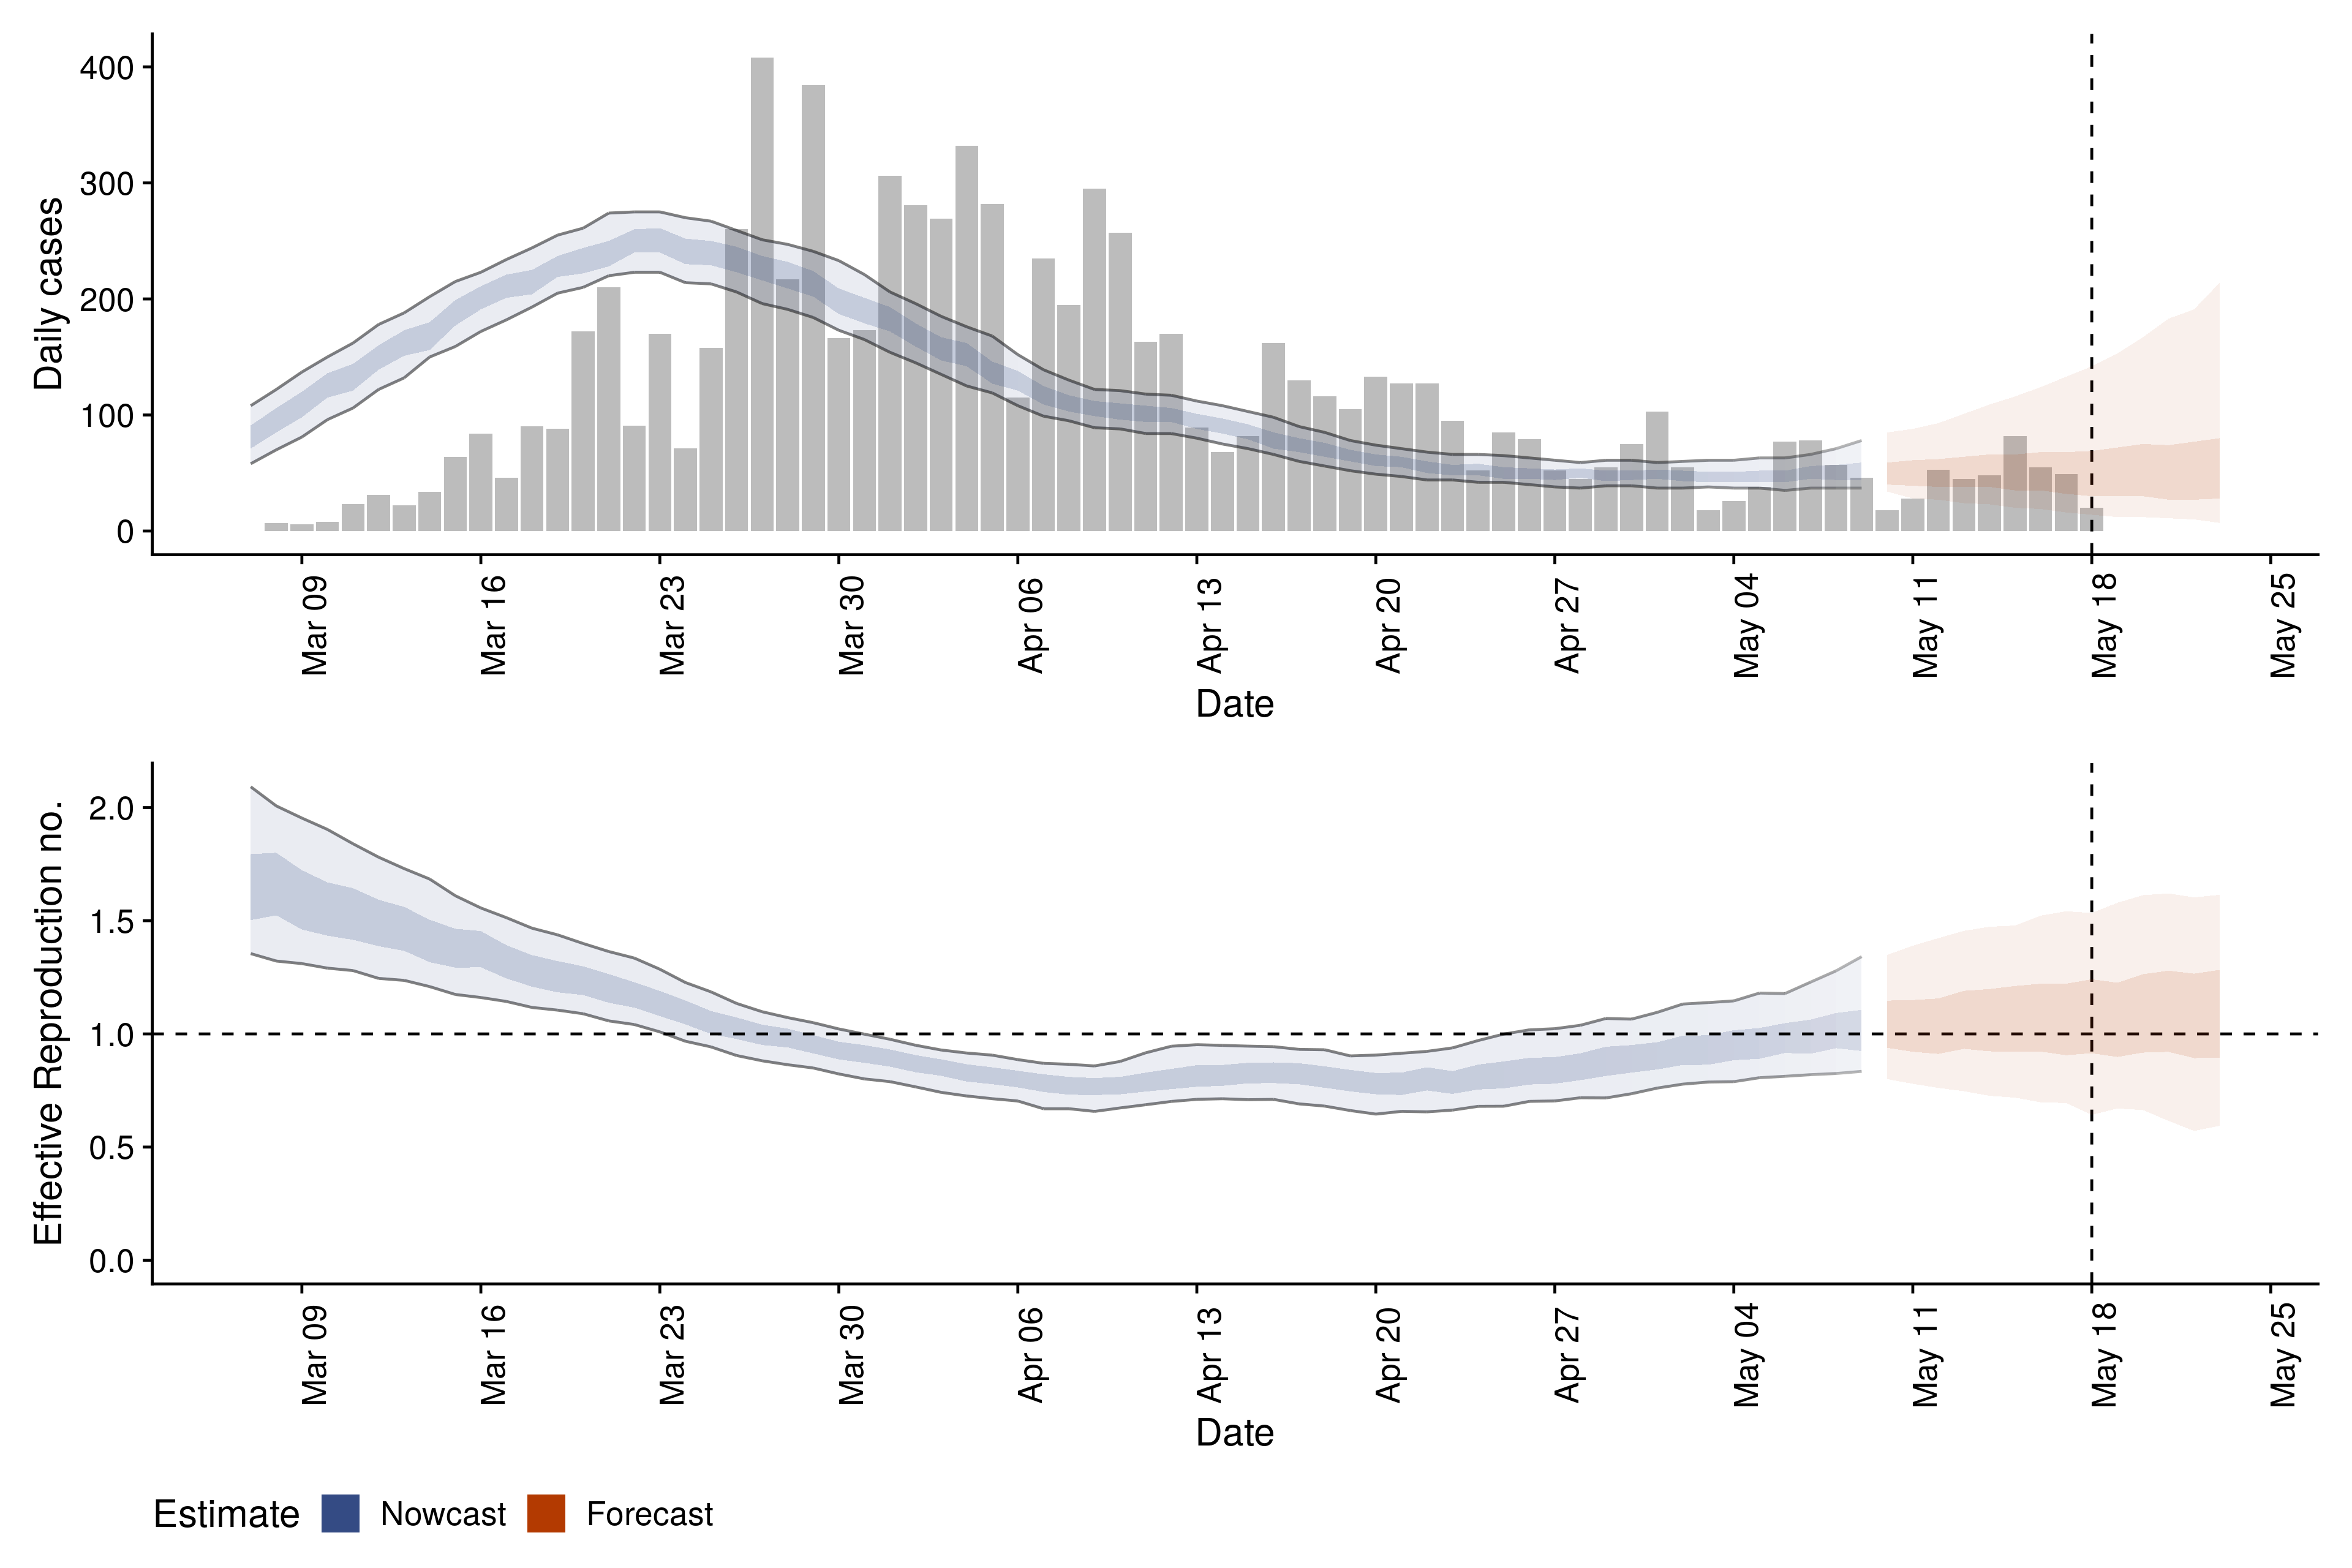 Daily cases
400
300
200
100
0
Mar 09 Mar 16 Mar 23 Mar 30 Apr 06 Apr 13 Apr 20 Apr 27 May 04 May 11 May 18 May 25
Date
Effective Reproduction no.
2.0
1.5
1.0
0.5
0.0
Mar 09 Mar 16 Mar 23 Mar 30 Apr 06 Apr 13 Apr 20 Apr 27 May 04 May 11 May 18 May 25
Date
Estimate Nowcast Forecast